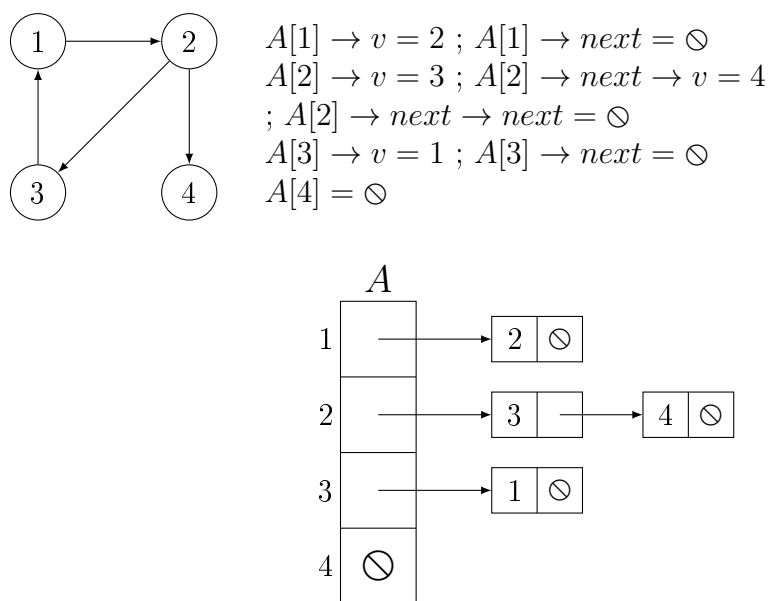 1 2
3 4
A[1] → v = 2 ; A[1] → next = ⦸
A[2] → v = 3 ; A[2] → next → v = 4
; A[2] → next → next = ⦸
A[3] → v = 1 ; A[3] → next = ⦸
A[4] = ⦸
A
1 2 ⦸
2 3 4 ⦸
3 1 ⦸
4 ⦸